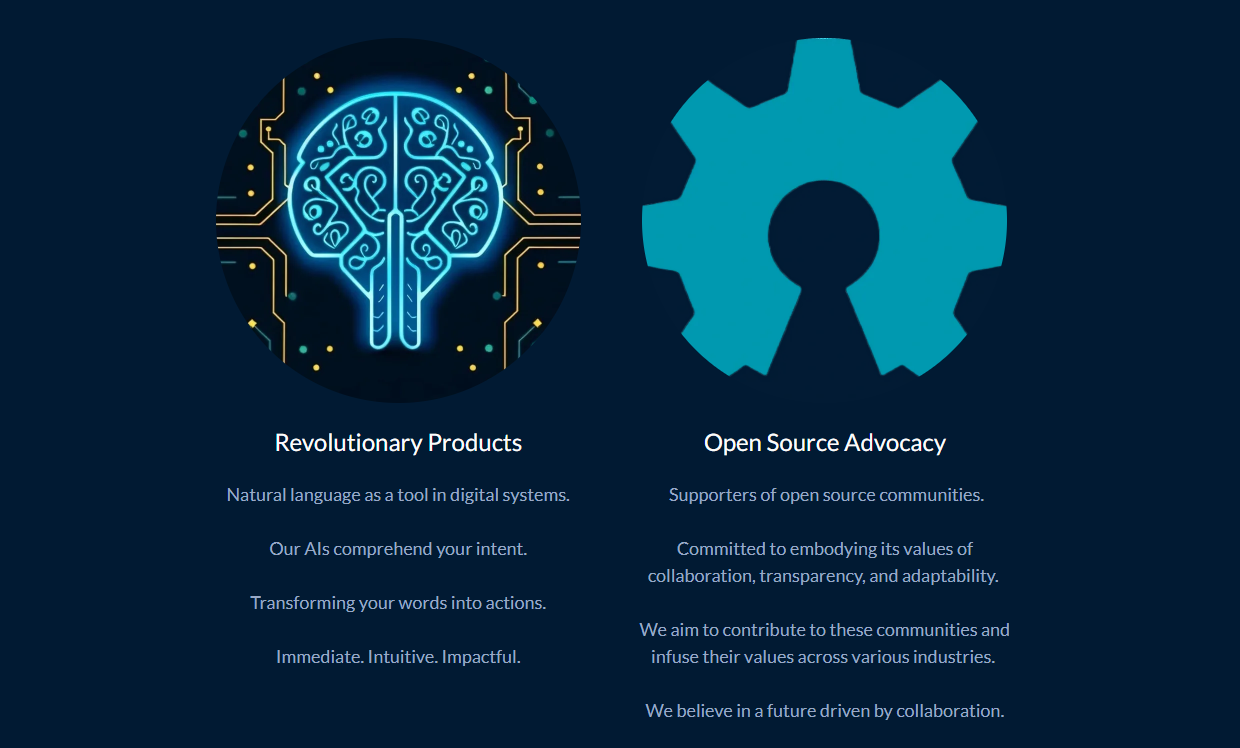 Revolutionary Products
Natural language as a tool in digital systems.
Our AIs comprehend your intent.
Transforming your words into actions.
Immediate. Intuitive. Impactful.
Open Source Advocacy
Supporters of open source communities.
Committed to embodying its values of
collaboration, transparency, and adaptability.
We aim to contribute to these communities and
infuse their values across various industries.
We believe in a future driven by collaboration.